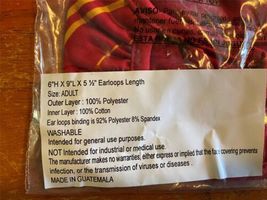 AVISO:
6"H X 9"L X 5 ½" Earloops Length
Size: ADULT
Outer Layer : 100% Polyester
Inner Layer : 100% Cotton
Ear loops binding is 92% Polyester 8% Spandex
WASHABLE
Intended for general use purposes.
NOT Intended for industrial or medical use.
The manufacturer makes no warranties, either express or implied that the face covering prevents
infection, or the transmission of viruses or diseases .
MADE IN GUATEMALA